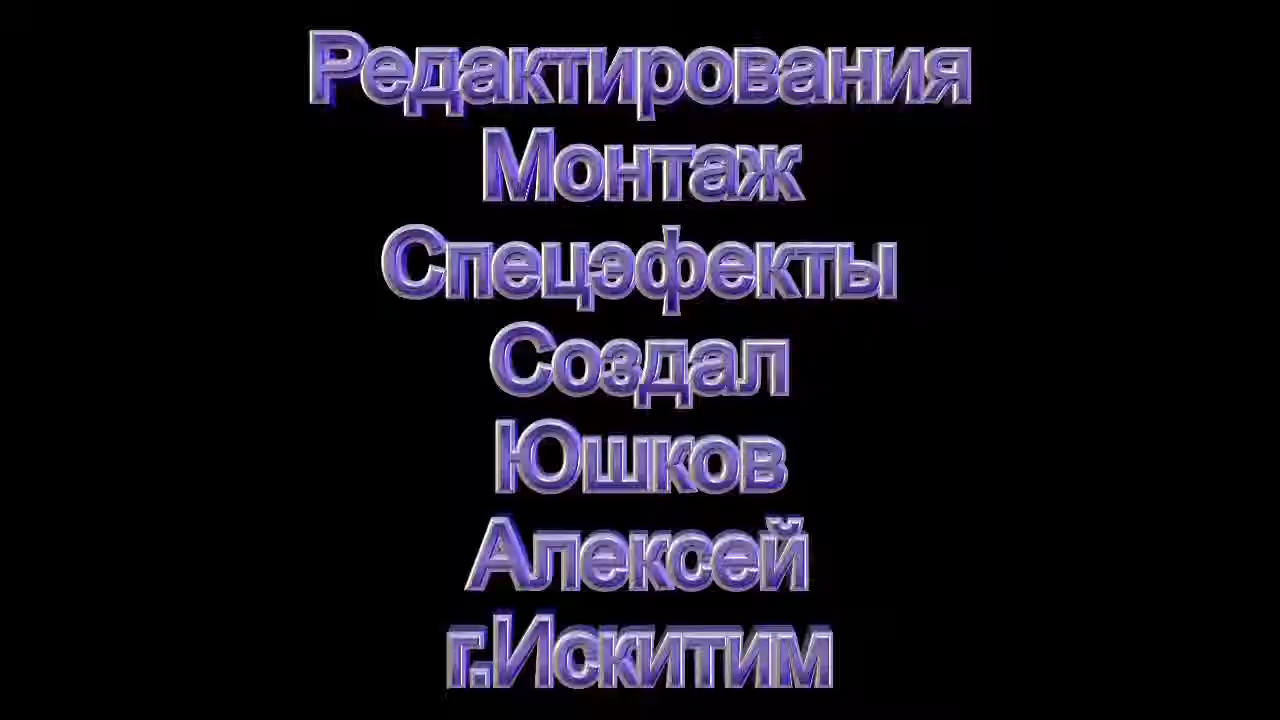 Редактирования
Монтаж
Спецэфекты
Создал
Юшков
Алексей
г.Искитим